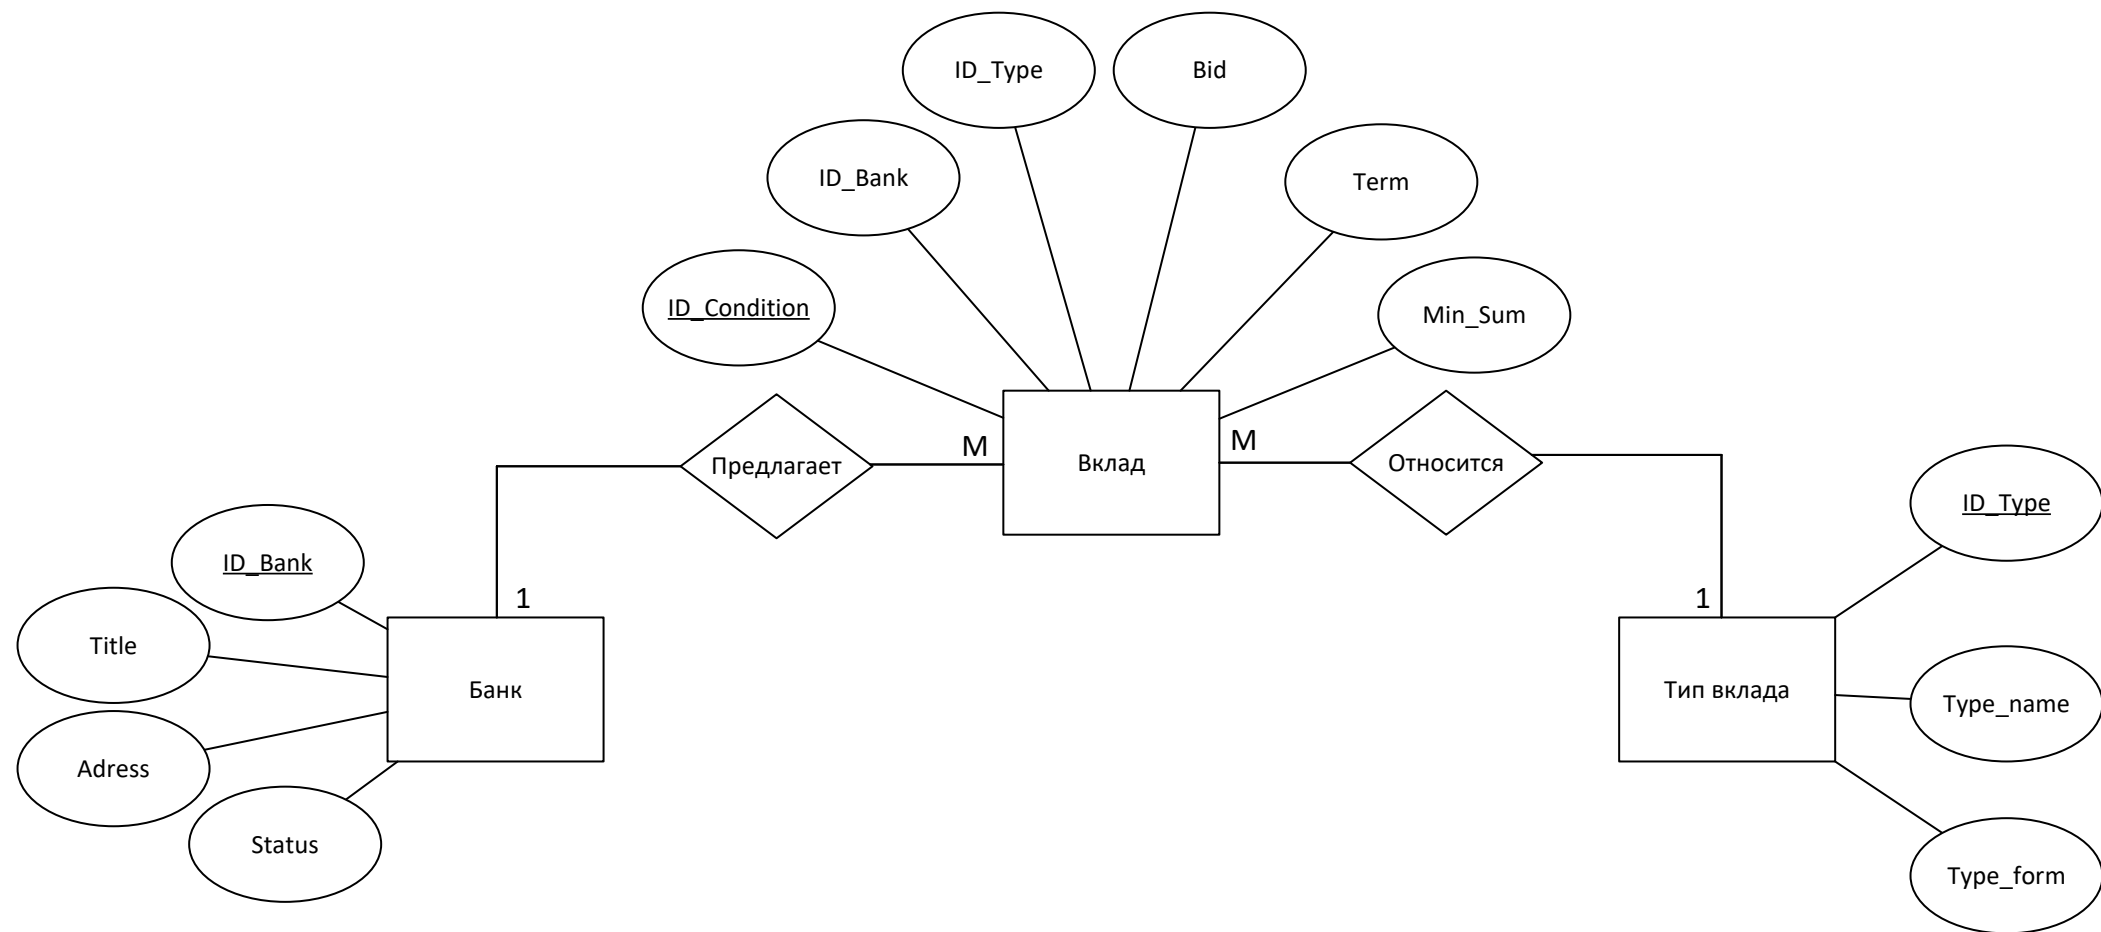 ID_Type
Bid
ID_Bank
Term
ID_Condition
Min_Sum
Предлагает
M
Вклад
M
Относится
ID_Type
ID_Bank
1
1
Title
Банк
Тип вклада
Type_name
Adress
Status
Type_form